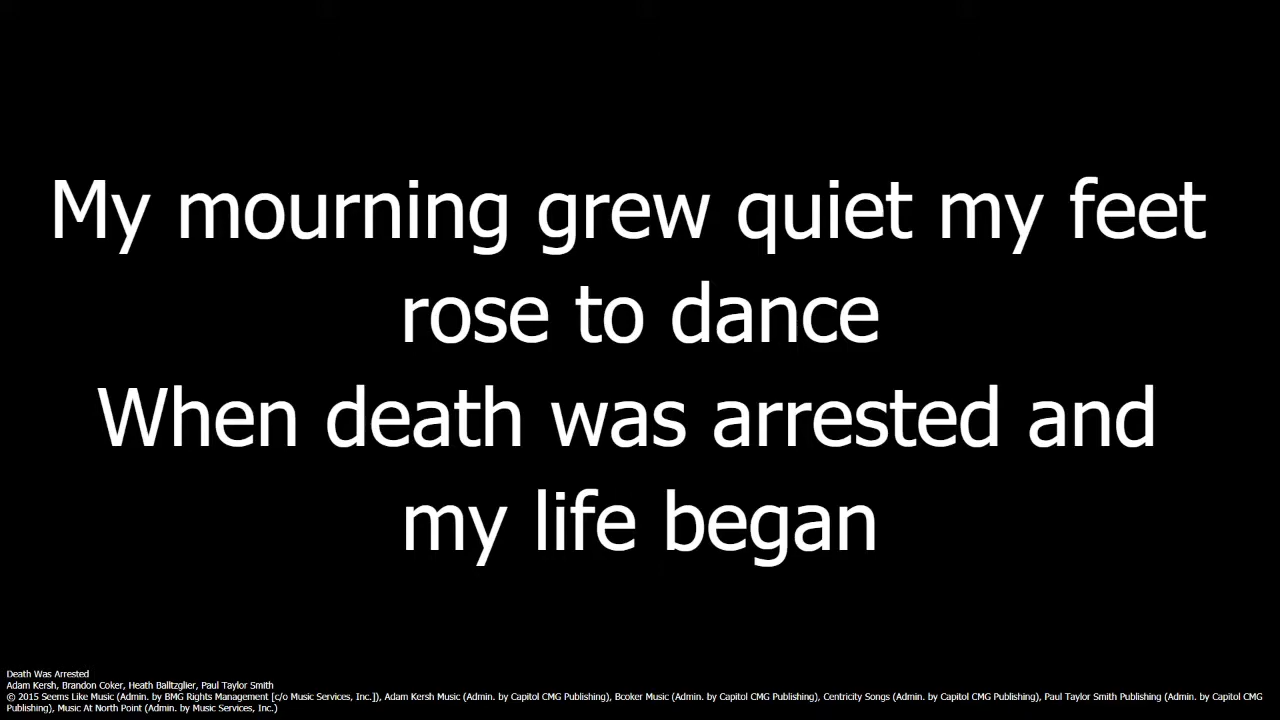 My mourning grew quiet my feet
rose to dance
When death was arrested and
my life began
Death Was Arrested
Adam Kersh, Brandon Coker, Heath Balltzglier, Paul Taylor Smith
© 2015 Seems Like Music (Admin. by BMG Rights Management [c/o Music Services, Inc.]), Adam Kersh Music (Admin. by Capitol CMG Publishing), Bcoker Music (Admin. by Capitol CMG Publishing), Centricity Songs (Admin. by Capitol CMG Publishing), Paul Taylor Smith Publishing (Admin. by Capitol CMG
Publishing), Music At North Point (Admin. by Music Services, Inc.)